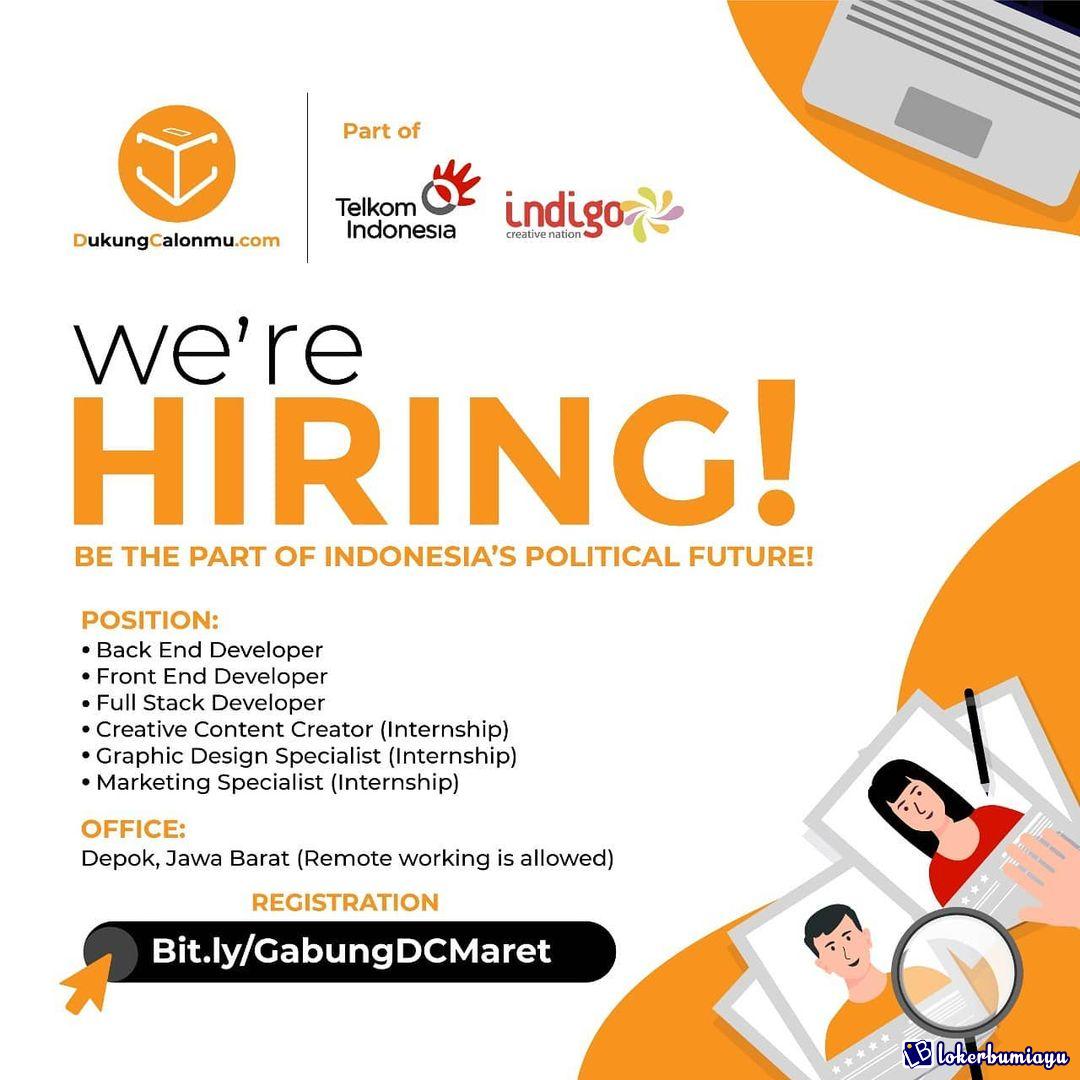 DukungCalonmu.com
Part of
Telkom
Indonesia
indigo
creative nation
we're
HIRING!
BE THE PART OF INDONESIA'S POLITICAL FUTURE!
POSITION:
• Back End Developer
• Front End Developer
• Full Stack Developer
• Creative Content Creator (Internship)
• Graphic Design Specialist (Internship)
• Marketing Specialist (Internship)
OFFICE:
Depok, Jawa Barat (Remote working is allowed)
REGISTRATION
Bit.ly/GabungDCMaret
LB lokerbumiayu